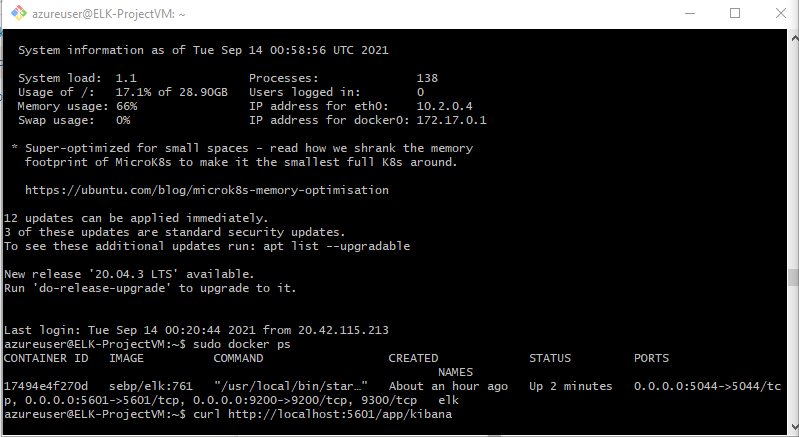 azureuser@ELK-ProjectVM: ~
System information as of Tue Sep 14 00:58:56 UTC 2021
System load:  1.1                Processes:              138
Usage of /:   17.1% of 28.90GB   Users logged in:        0
Memory usage: 66%                IP address for eth0:    10.2.0.4
Swap usage:   0%                 IP address for docker0: 172.17.0.1
* Super-optimized for small spaces - read how we shrank the memory
footprint of MicroK8s to make it the smallest full K8s around.
https://ubuntu.com/blog/microk8s-memory-optimisation
12 updates can be applied immediately.
3 of these updates are standard security updates.
To see these additional updates run: apt list --upgradable
New release '20.04.3 LTS' available.
Run 'do-release-upgrade' to upgrade to it.
Last login: Tue Sep 14 00:20:44 2021 from 20.42.115.213
azureuser@ELK-ProjectVM:~$ sudo docker ps
CONTAINER ID   IMAGE          COMMAND                  CREATED             STATUS         PORTS
NAMES
17494e4f270d   sebp/elk:761   "/usr/local/bin/star…"   About an hour ago   Up 2 minutes   0.0.0.0:5044->5044/tc
p, 0.0.0.0:5601->5601/tcp, 0.0.0.0:9200->9200/tcp, 9300/tcp   elk
azureuser@ELK-ProjectVM:~$ curl http://localhost:5601/app/kibana